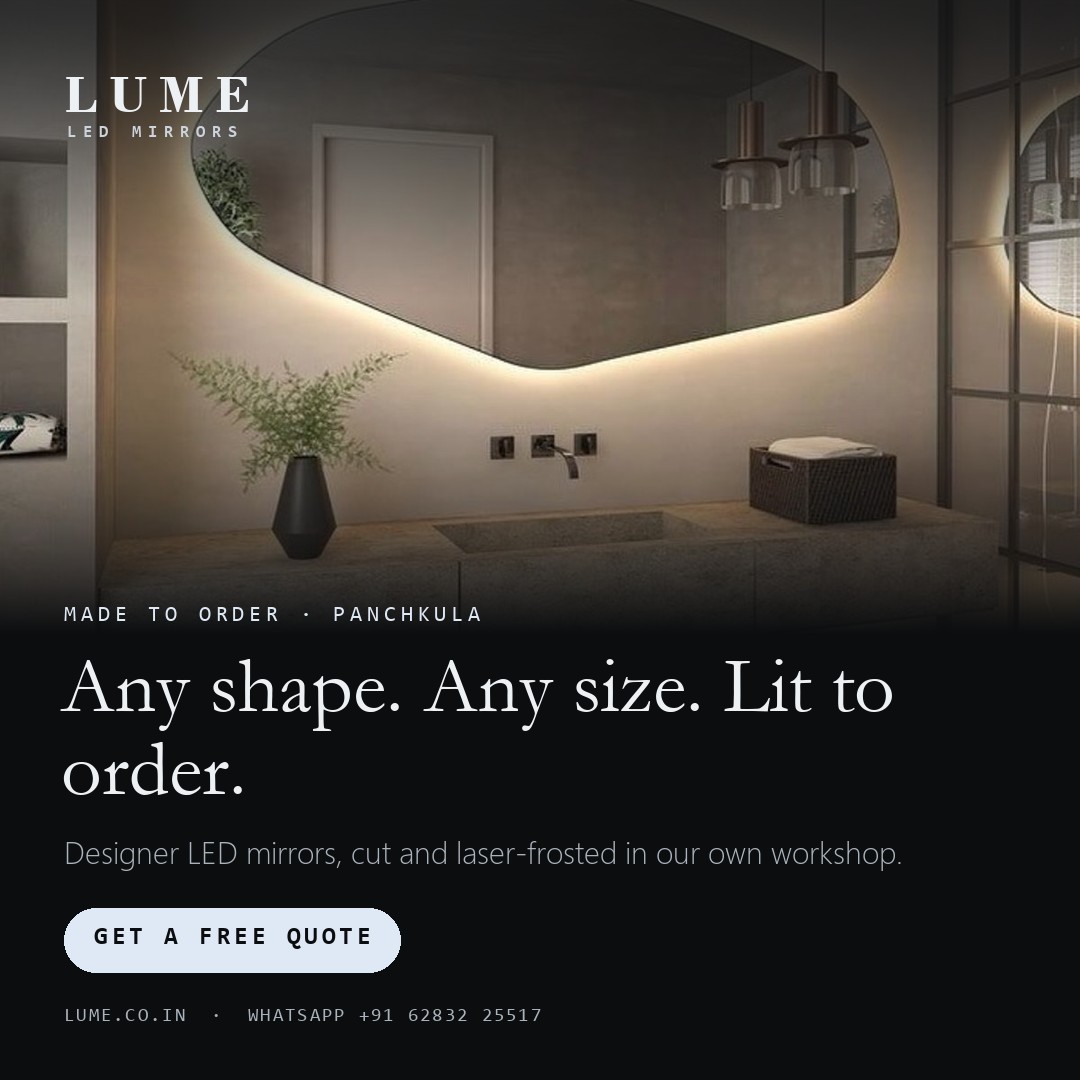 LUME
LED MIRRORS
MADE TO ORDER · PANCHKULA
Any shape. Any size. Lit to
order.
Designer LED mirrors, cut and laser-frosted in our own workshop.
GET A FREE QUOTE
LUME.CO.IN · WHATSAPP +91 62832 25517